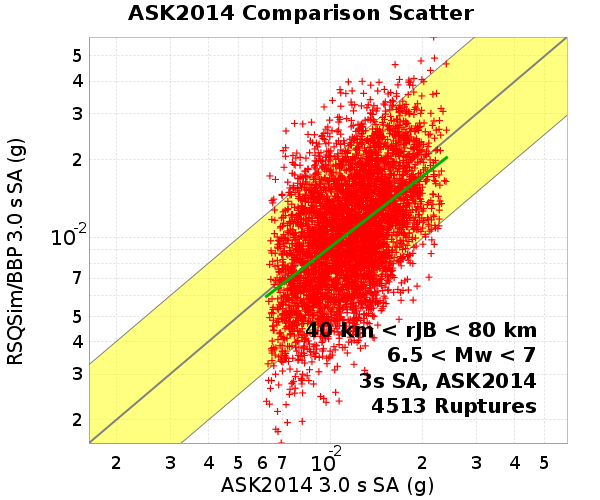 ASK2014 Comparison Scatter
RSQSim/BBP 3.0 s SA (g)
5
4
3
2
10-2
7
5
4
3
2
40 km < rJB < 80 km
6.5 < Mw < 7
3s SA, ASK2014
4513 Ruptures
2 3 4 5 6 7 10-2 2 3 4 5
ASK2014 3.0 s SA (g)